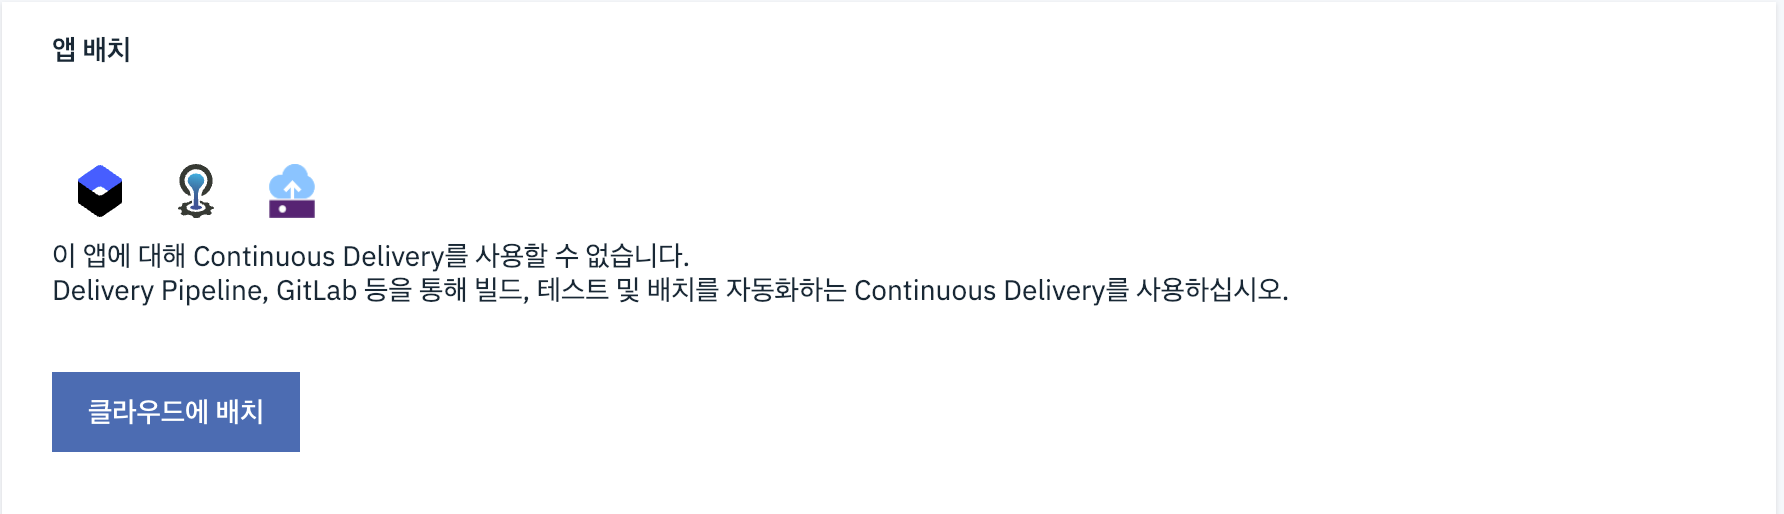 앱 배치
이 앱에 대해 Continuous Delivery를 사용할 수 없습니다.
Delivery Pipeline, GitLab 등을 통해 빌드, 테스트 및 배치를 자동화하는 Continuous Delivery를 사용하십시오.
클라우드에 배치